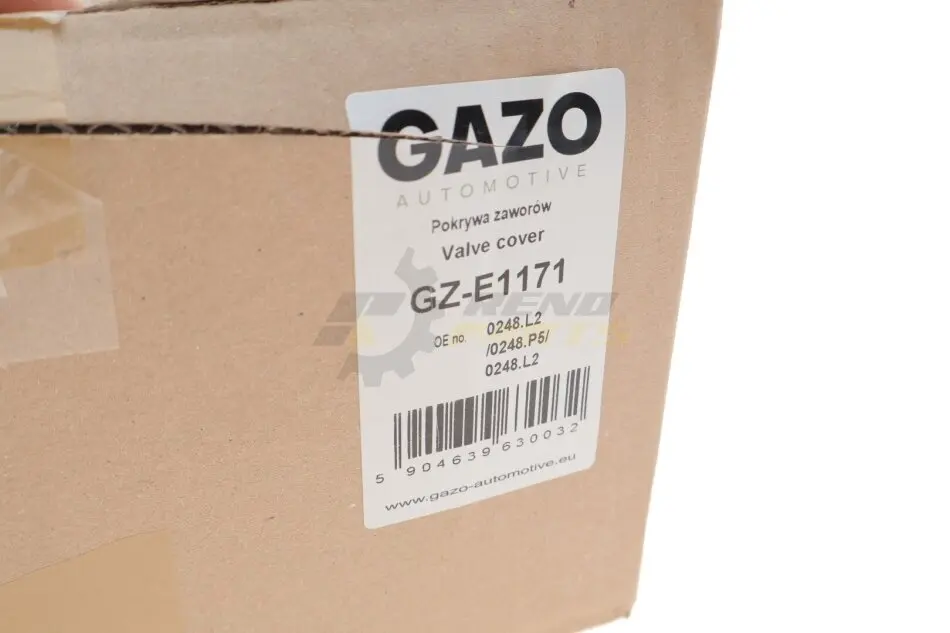 GAZO
AUTOMOTIVE
Pokrywa zaworów
Valve cover
GZ-E1171
OE no. 0248.L2
/0248.P5/
0248.L2
5 904639 630032
www.gazo-automotive.eu